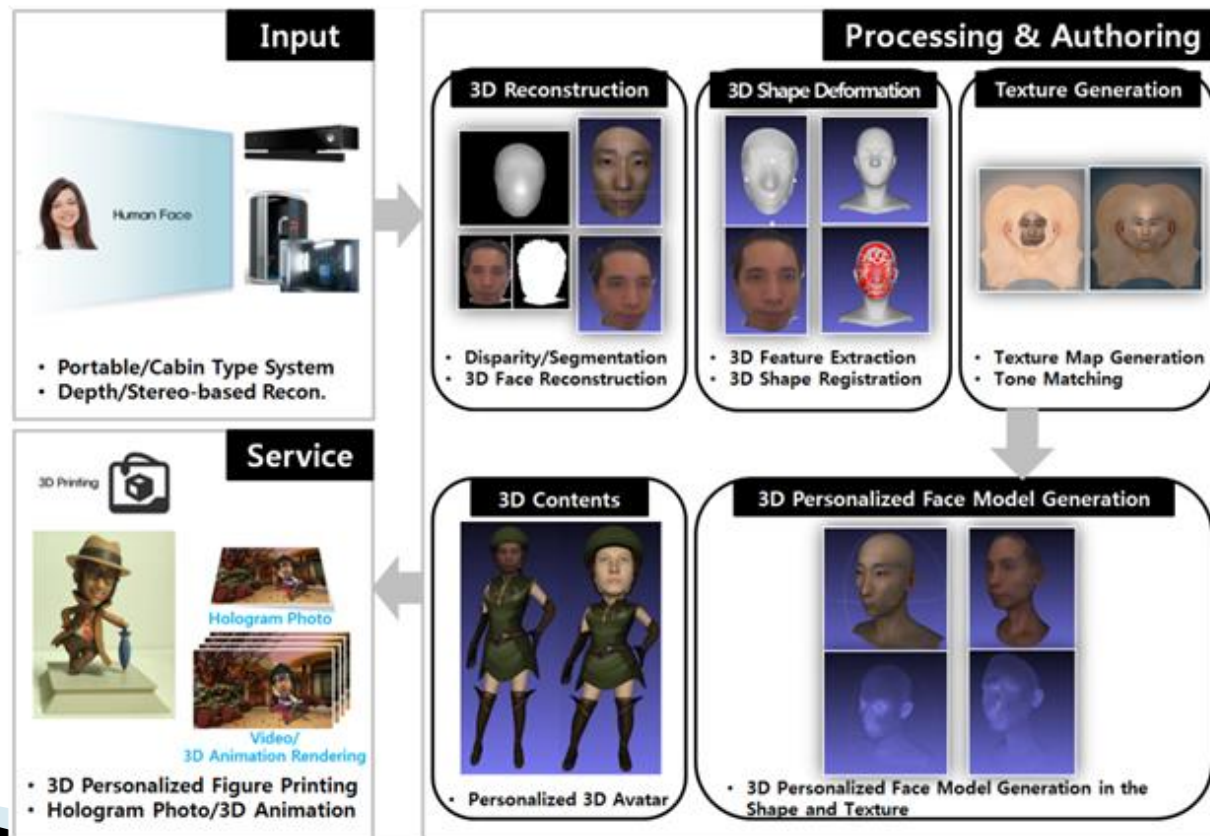 Input
Human Face
• Portable/Cabin Type System
• Depth/Stereo-based Recon.
Processing & Authoring
3D Reconstruction
• Disparity/Segmentation
• 3D Face Reconstruction
3D Shape Deformation
• 3D Feature Extraction
• 3D Shape Registration
Texture Generation
• Texture Map Generation
• Tone Matching
3D Personalized Face Model Generation
• 3D Personalized Face Model Generation in the
Shape and Texture
3D Contents
• Personalized 3D Avatar
Service
3D Printing
Hologram Photo
Video/
3D Animation Rendering
• 3D Personalized Figure Printing
• Hologram Photo/3D Animation